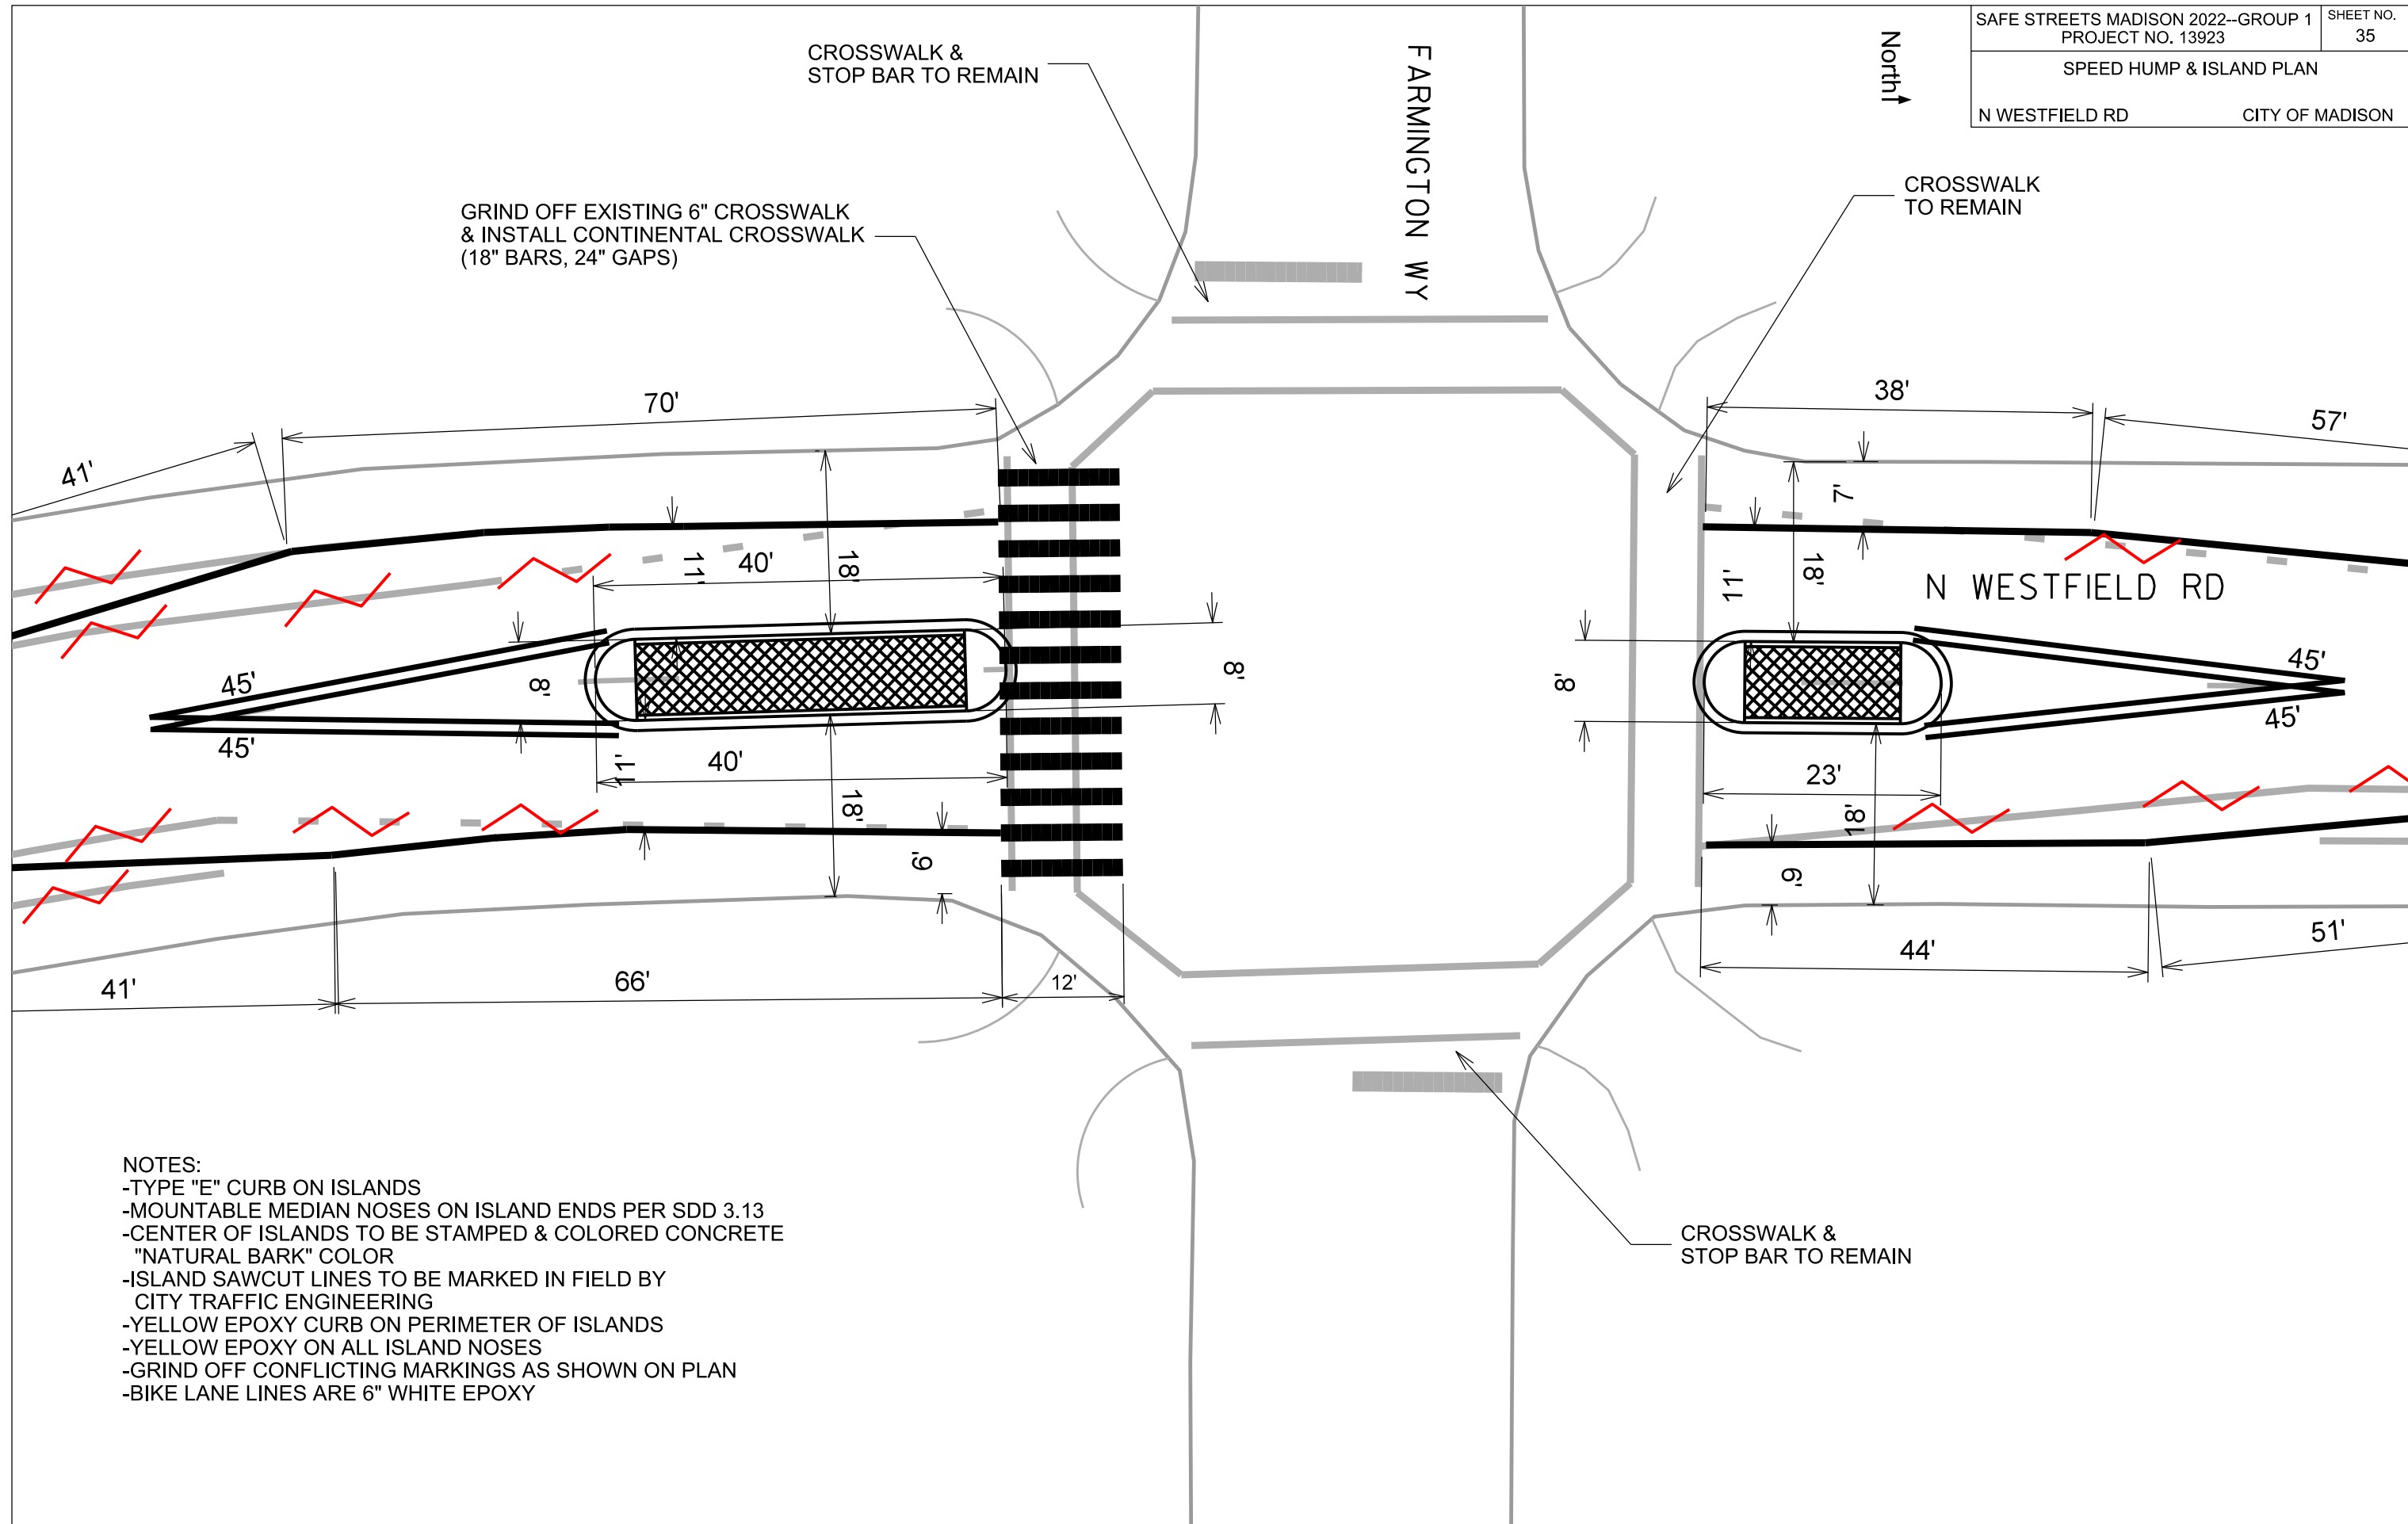 SAFE STREETS MADISON 2022--GROUP 1
PROJECT NO. 13923
SHEET NO.
35
SPEED HUMP & ISLAND PLAN
N WESTFIELD RD
CITY OF MADISON
North
CROSSWALK &
STOP BAR TO REMAIN
FARMINGTON WY
CROSSWALK
TO REMAIN
GRIND OFF EXISTING 6" CROSSWALK
& INSTALL CONTINENTAL CROSSWALK
(18" BARS, 24" GAPS)
70'
38'
57'
41'
7'
11'
40'
18'
11'
18'
N WESTFIELD RD
45'
8'
8'
8'
45'
45'
45'
11'
40'
23'
18'
18'
9'
9'
41'
66'
12'
44'
51'
NOTES:
-TYPE "E" CURB ON ISLANDS
-MOUNTABLE MEDIAN NOSES ON ISLAND ENDS PER SDD 3.13
-CENTER OF ISLANDS TO BE STAMPED & COLORED CONCRETE
"NATURAL BARK" COLOR
-ISLAND SAWCUT LINES TO BE MARKED IN FIELD BY
CITY TRAFFIC ENGINEERING
-YELLOW EPOXY CURB ON PERIMETER OF ISLANDS
-YELLOW EPOXY ON ALL ISLAND NOSES
-GRIND OFF CONFLICTING MARKINGS AS SHOWN ON PLAN
-BIKE LANE LINES ARE 6" WHITE EPOXY
CROSSWALK &
STOP BAR TO REMAIN